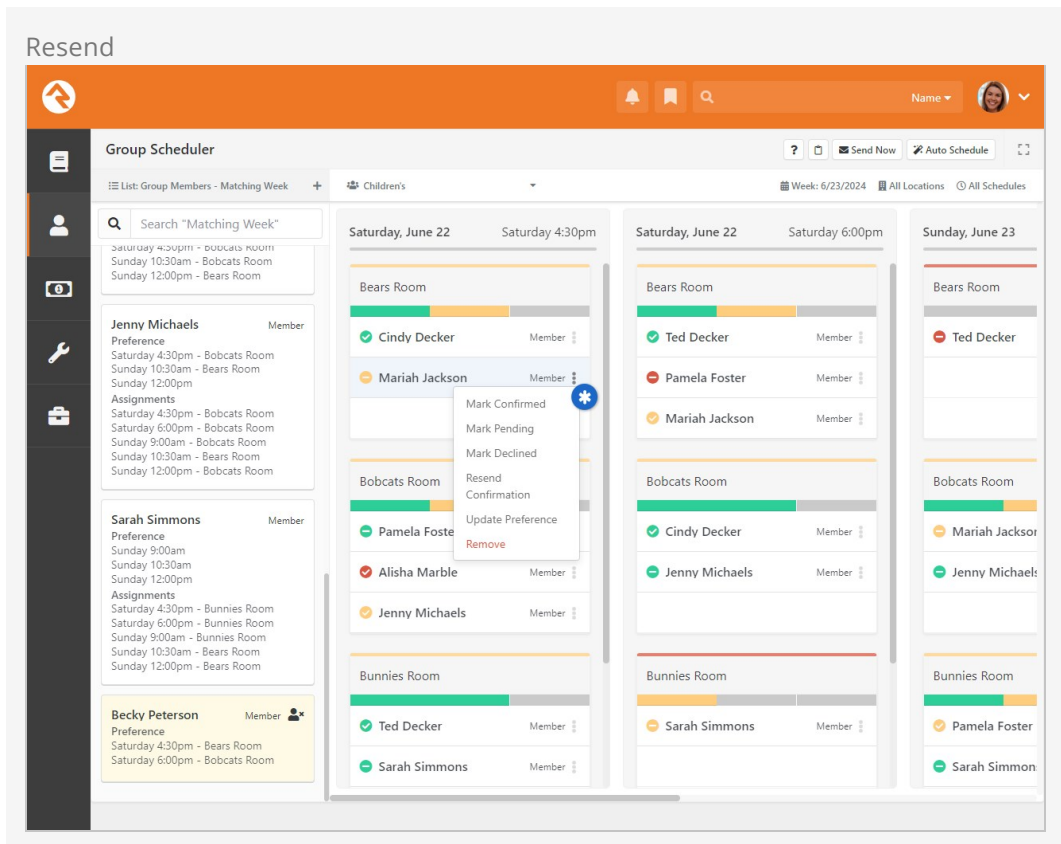 Resend
Name
Group Scheduler
? Send Now Auto Schedule
List: Group Members - Matching Week +
Children's
Week: 6/23/2024 All Locations All Schedules
Search "Matching Week"
Saturday 4:30pm - Bobcats Room
Sunday 10:30am - Bobcats Room
Sunday 12:00pm - Bears Room
Jenny Michaels Member
Preference
Saturday 4:30pm - Bobcats Room
Sunday 10:30am - Bears Room
Sunday 12:00pm
Assignments
Saturday 4:30pm - Bobcats Room
Saturday 6:00pm - Bobcats Room
Sunday 9:00am - Bobcats Room
Sunday 10:30am - Bears Room
Sunday 12:00pm - Bobcats Room
Sarah Simmons Member
Preference
Sunday 9:00am
Sunday 10:30am
Sunday 12:00pm
Assignments
Saturday 4:30pm - Bunnies Room
Saturday 6:00pm - Bunnies Room
Sunday 9:00am - Bunnies Room
Sunday 10:30am - Bears Room
Sunday 12:00pm - Bears Room
Becky Peterson Member
Preference
Saturday 4:30pm - Bears Room
Saturday 6:00pm - Bobcats Room
Saturday, June 22 Saturday 4:30pm
Bears Room
Cindy Decker Member
Mariah Jackson Member
Mark Confirmed
Mark Pending
Mark Declined
Resend
Confirmation
Update Preference
Remove
Bobcats Room
Pamela Foste
Alisha Marble Member
Jenny Michaels Member
Bunnies Room
Ted Decker Member
Sarah Simmons Member
Saturday, June 22 Saturday 6:00pm
Bears Room
Ted Decker Member
Pamela Foster Member
Mariah Jackson Member
Bobcats Room
Cindy Decker Member
Jenny Michaels Member
Bunnies Room
Sarah Simmons Member
Sunday, June 23
Bears Room
Ted Decker
Bobcats Room
Mariah Jackson
Jenny Michaels
Bunnies Room
Pamela Foster
Sarah Simmon